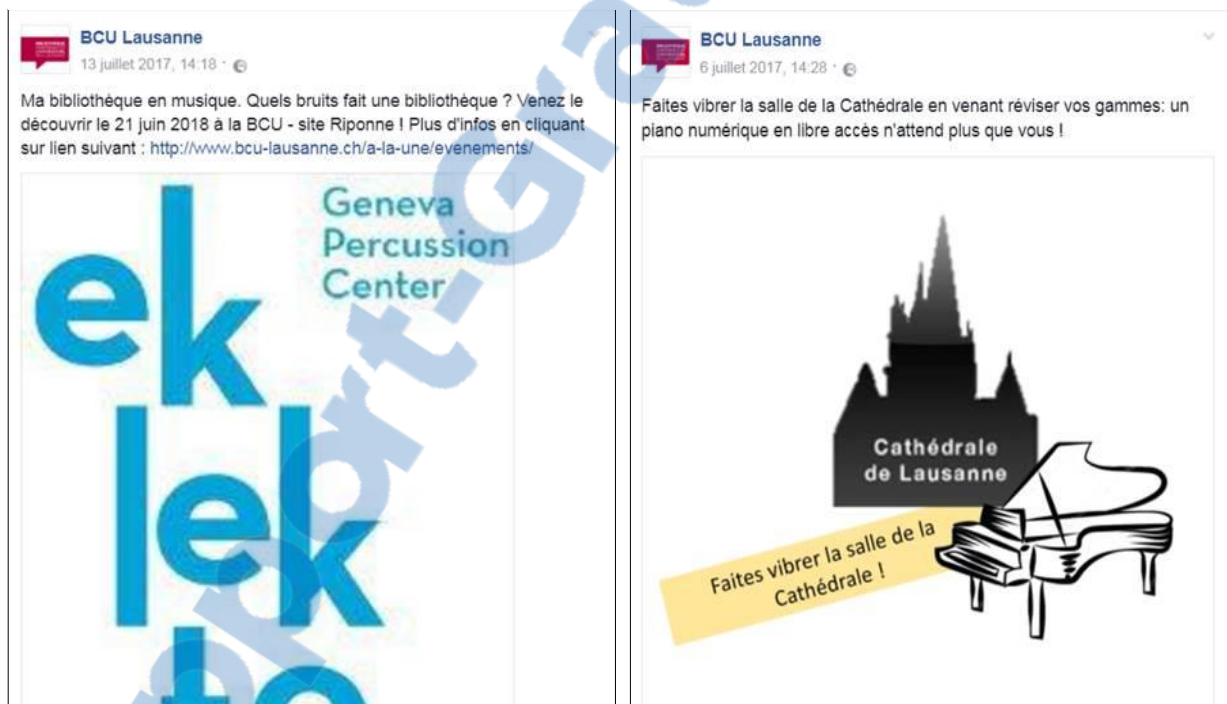 BCU Lausanne
13 juillet 2017, 14:18 ·
Ma bibliothèque en musique. Quels bruits fait une bibliothèque ? Venez le
découvrir le 21 juin 2018 à la BCU - site Riponne ! Plus d'infos en cliquant
sur lien suivant : http://www.bcu-lausanne.ch/a-la-une/evenements/
Geneva
Percussion
Center
ek
lek
to
BCU Lausanne
6 juillet 2017, 14:28 ·
Faites vibrer la salle de la Cathédrale en venant réviser vos gammes: un
piano numérique en libre accès n'attend plus que vous !
Cathédrale
de Lausanne
Faites vibrer la salle de la
Cathédrale !